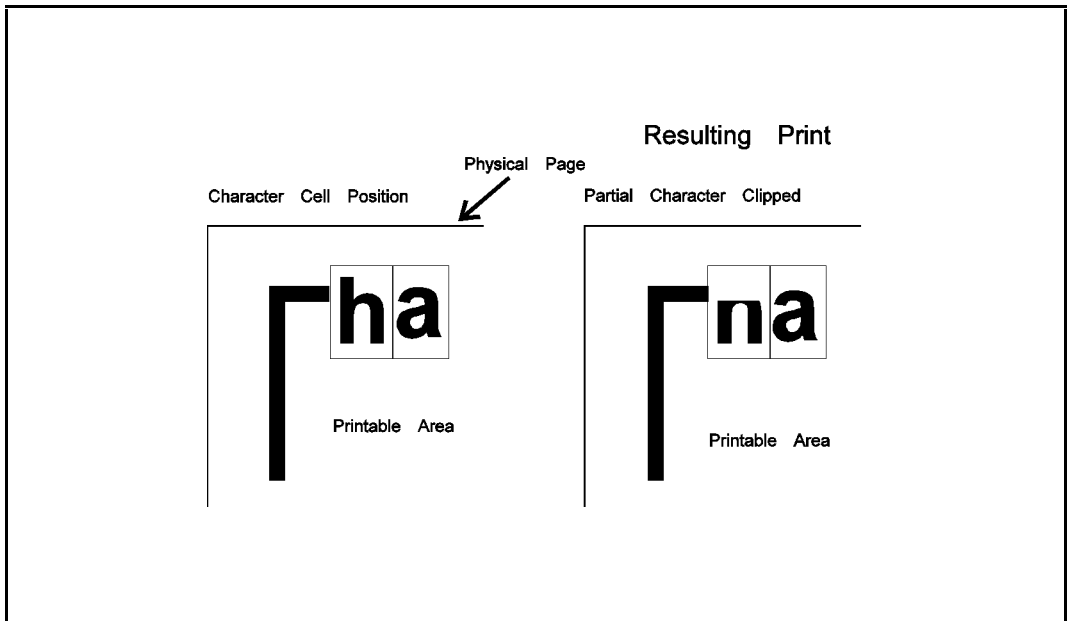 Resulting Print
Physical Page
Character Cell Position
Partial Character Clipped
ha
na
Printable Area
Printable Area